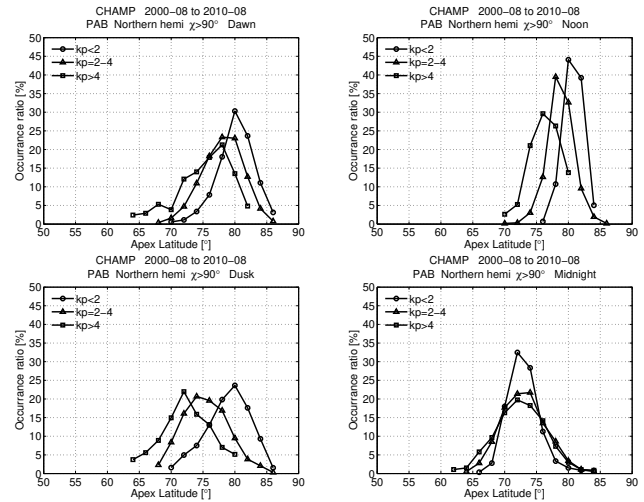 CHAMP 2000−08 to 2010−08
PAB Northern hemi χ>90° Dawn
50
45
40
35
30
25
20
15
10
5
0
Occurrance ratio [%]
kp<2
kp=2−4
kp>4
50 55 60 65 70 75 80 85 90
Apex Latitude [°]
CHAMP 2000−08 to 2010−08
PAB Northern hemi χ>90° Noon
50
45
40
35
30
25
20
15
10
5
0
Occurrance ratio [%]
kp<2
kp=2−4
kp>4
50 55 60 65 70 75 80 85 90
Apex Latitude [°]
CHAMP 2000−08 to 2010−08
PAB Northern hemi χ>90° Dusk
50
45
40
35
30
25
20
15
10
5
0
Occurrance ratio [%]
kp<2
kp=2−4
kp>4
50 55 60 65 70 75 80 85 90
Apex Latitude [°]
CHAMP 2000−08 to 2010−08
PAB Northern hemi χ>90° Midnight
50
45
40
35
30
25
20
15
10
5
0
Occurrance ratio [%]
kp<2
kp=2−4
kp>4
50 55 60 65 70 75 80 85 90
Apex Latitude [°]